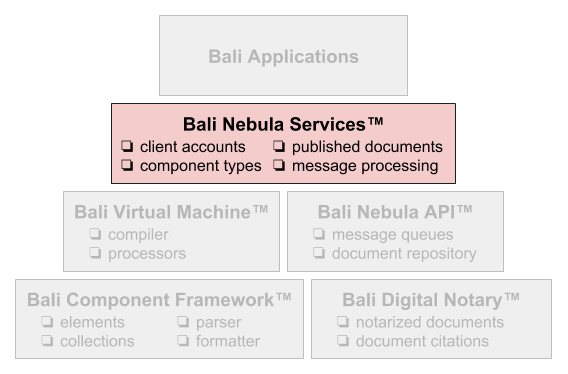 Bali Applications
Bali Nebula Services™
❏ client accounts ❏ published documents
❏ component types ❏ message processing
Bali Virtual Machine™ Bali Nebula API™
❏ compiler ❏ message queues
❏ processors ❏ document repository
Bali Component Framework™ Bali Digital Notary™
❏ elements ❏ parser ❏ notarized documents
❏ collections ❏ formatter ❏ document citations